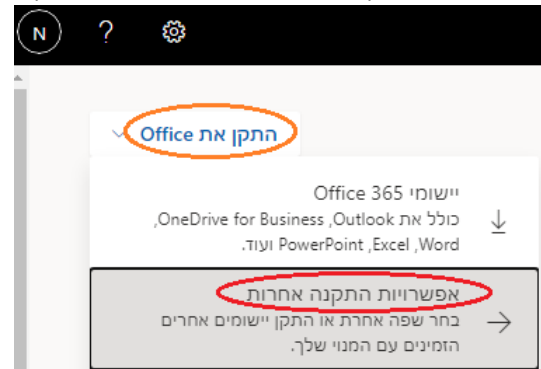 N ?
התקן את Office
יישומי Office 365
כולל את OneDrive for Business ,Outlook,
PowerPoint ,Excel ,Word ועוד.
אפשרויות התקנה אחרות
בחר שפה אחרת או התקן יישומים אחרים
הזמינים עם המנוי שלך.